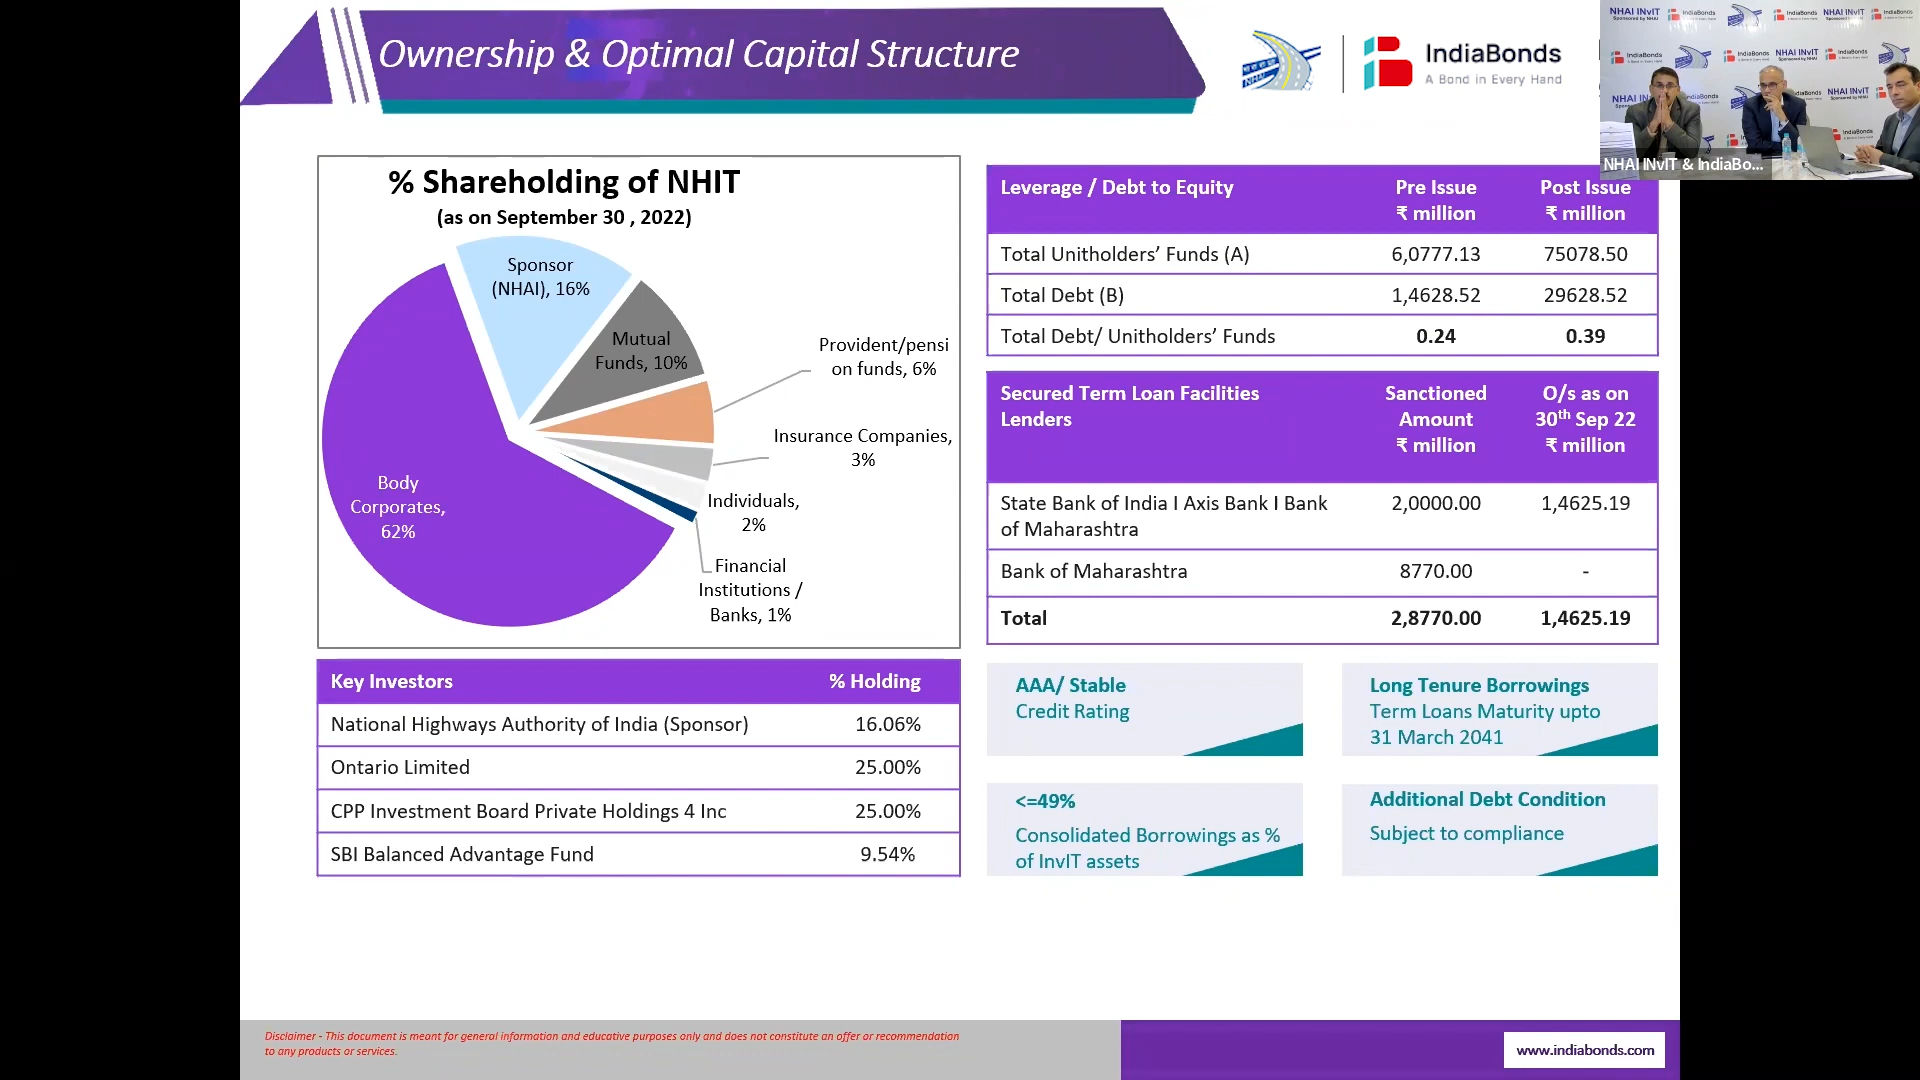 Ownership & Optimal Capital Structure
IndiaBonds
A Bond in Every Hand
NHAI INvIT & IndiaBo...
% Shareholding of NHIT
(as on September 30 , 2022)
Sponsor
(NHAI), 16%
Mutual
Funds, 10%
Provident/pensi
on funds, 6%
Insurance Companies,
3%
Individuals,
2%
Financial
Institutions /
Banks, 1%
Body
Corporates,
62%
Key Investors % Holding
National Highways Authority of India (Sponsor) 16.06%
Ontario Limited 25.00%
CPP Investment Board Private Holdings 4 Inc 25.00%
SBI Balanced Advantage Fund 9.54%
Leverage / Debt to Equity Pre Issue Post Issue
₹ million ₹ million
Total Unitholders’ Funds (A) 6,0777.13 75078.50
Total Debt (B) 1,4628.52 29628.52
Total Debt/ Unitholders’ Funds 0.24 0.39
Secured Term Loan Facilities Sanctioned O/s as on
Lenders Amount 30th Sep 22
₹ million ₹ million
State Bank of India I Axis Bank I Bank 2,0000.00 1,4625.19
of Maharashtra
Bank of Maharashtra 8770.00 -
Total 2,8770.00 1,4625.19
AAA/ Stable
Credit Rating
Long Tenure Borrowings
Term Loans Maturity upto
31 March 2041
<=49%
Consolidated Borrowings as %
of InvIT assets
Additional Debt Condition
Subject to compliance
Disclaimer - This document is meant for general information and educative purposes only and does not constitute an offer or recommendation
to any products or services.
www.indiabonds.com